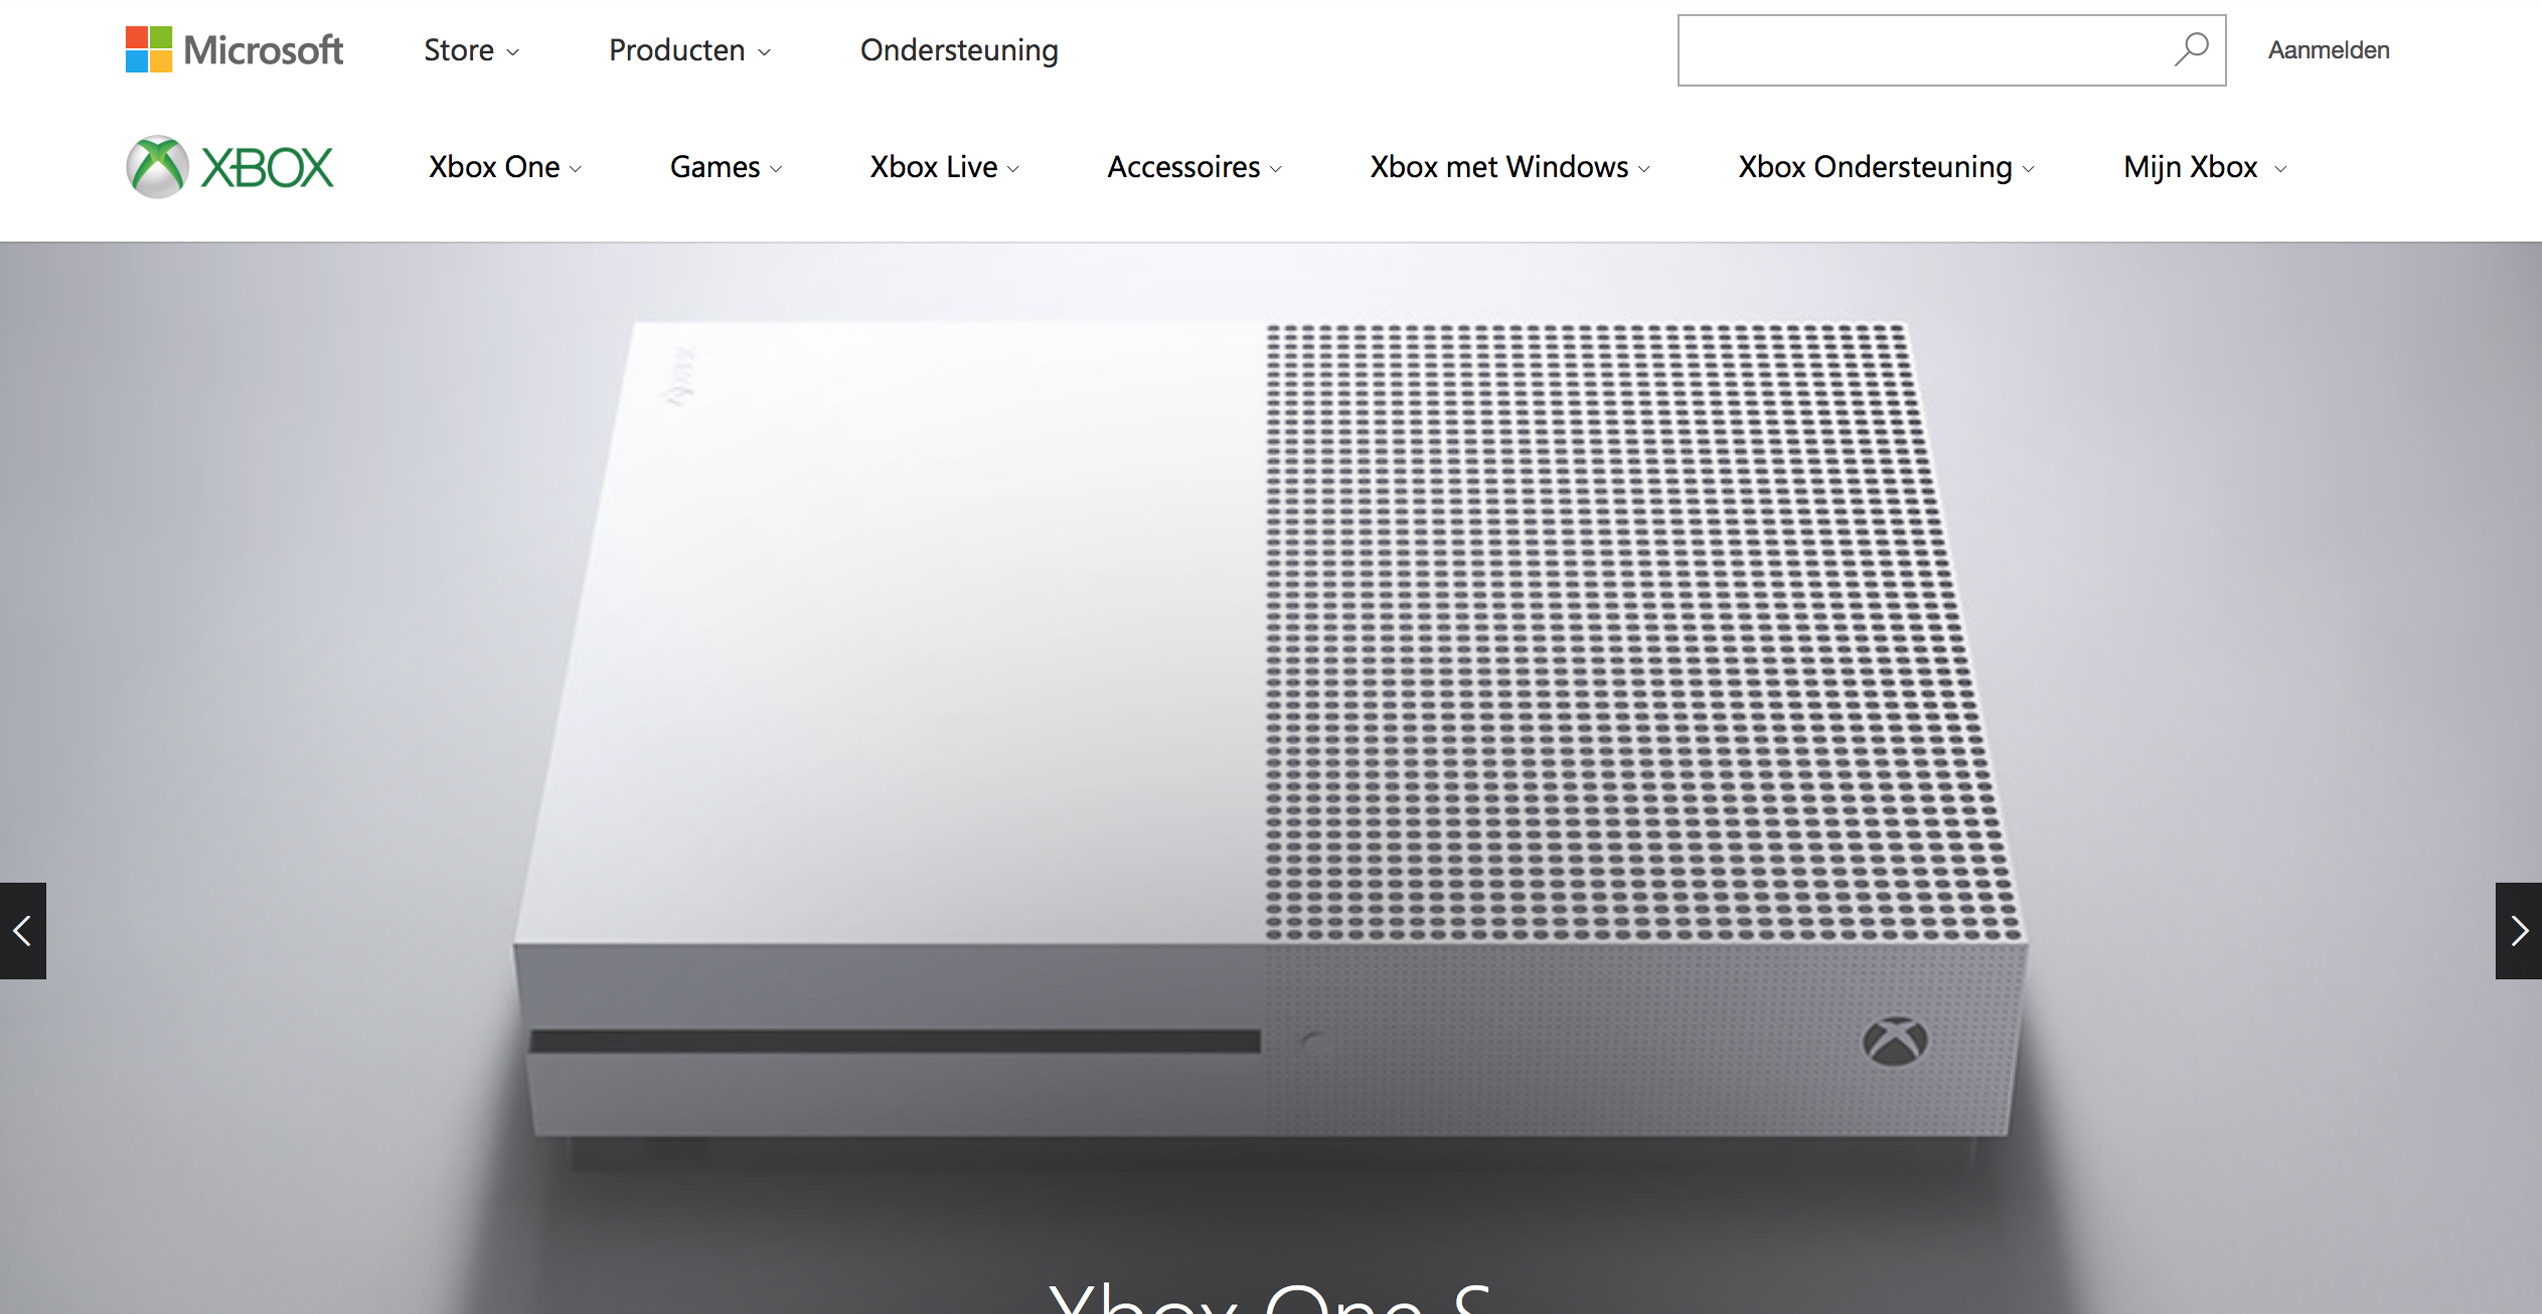 Microsoft Store Producten Ondersteuning Aanmelden
XBOX Xbox One Games Xbox Live Accessoires Xbox met Windows Xbox Ondersteuning Mijn Xbox
Xbox One S